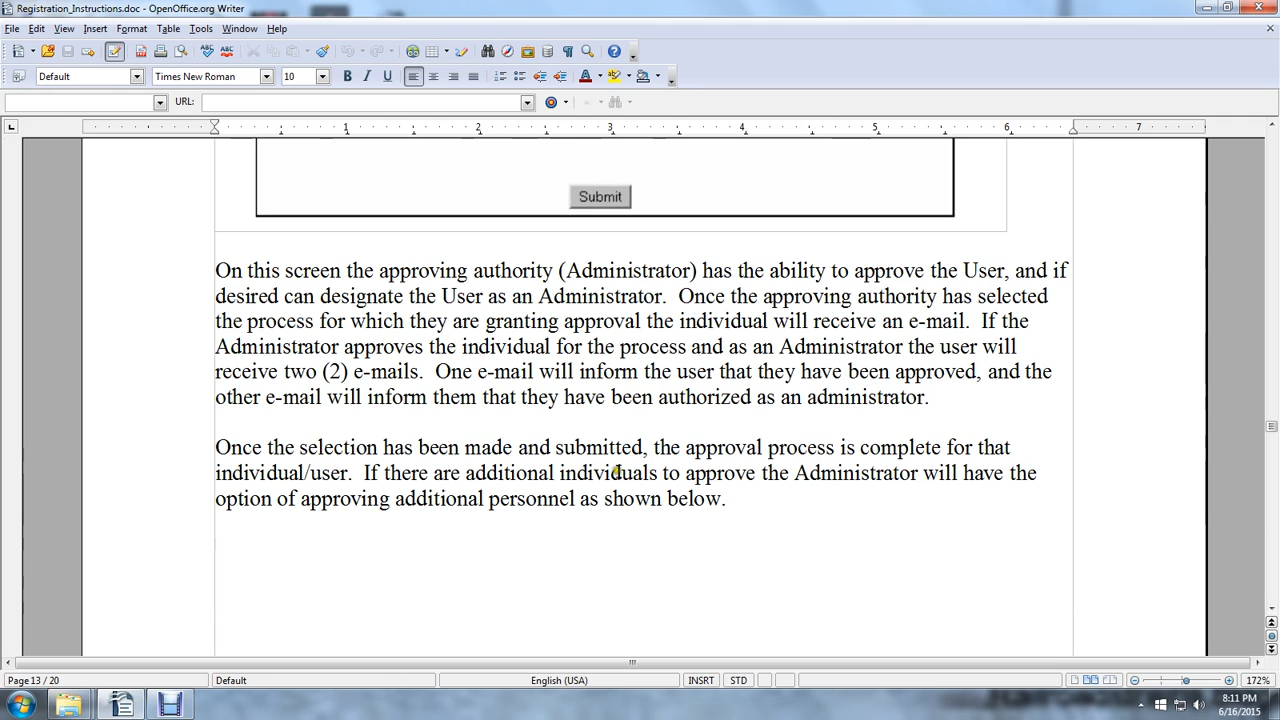 Registration_Instructions.doc - OpenOffice.org Writer
File Edit View Insert Format Table Tools Window Help
Default Times New Roman 10
URL:
1 2 3 4 5 6 7
Submit
On this screen the approving authority (Administrator) has the ability to approve the User, and if
desired can designate the User as an Administrator. Once the approving authority has selected
the process for which they are granting approval the individual will receive an e-mail. If the
Administrator approves the individual for the process and as an Administrator the user will
receive two (2) e-mails. One e-mail will inform the user that they have been approved, and the
other e-mail will inform them that they have been authorized as an administrator.
Once the selection has been made and submitted, the approval process is complete for that
individual/user. If there are additional individuals to approve the Administrator will have the
option of approving additional personnel as shown below.
Page 13 / 20 Default English (USA) INSRT STD 172%
8:11 PM
6/16/2015